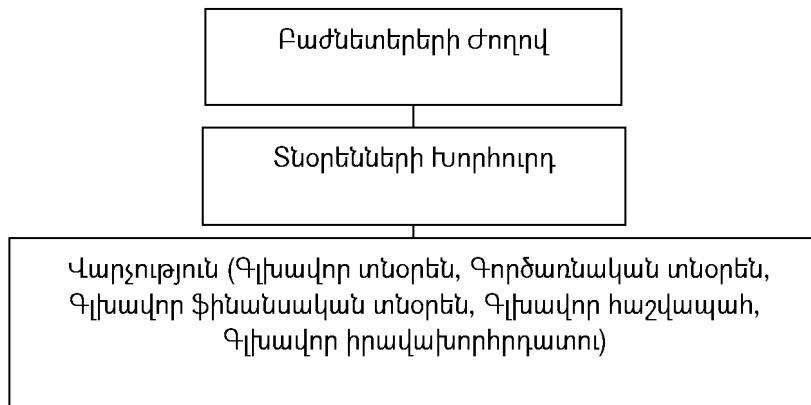 Բաժնետերերի Ժողով
Տնօրենների Խորհուրդ
Վարչություն (Գլխավոր տնօրեն, Գործառնական տնօրեն,
Գլխավոր ֆինանսական տնօրեն, Գլխավոր հաշվապահ,
Գլխավոր իրավախորհրդատու)